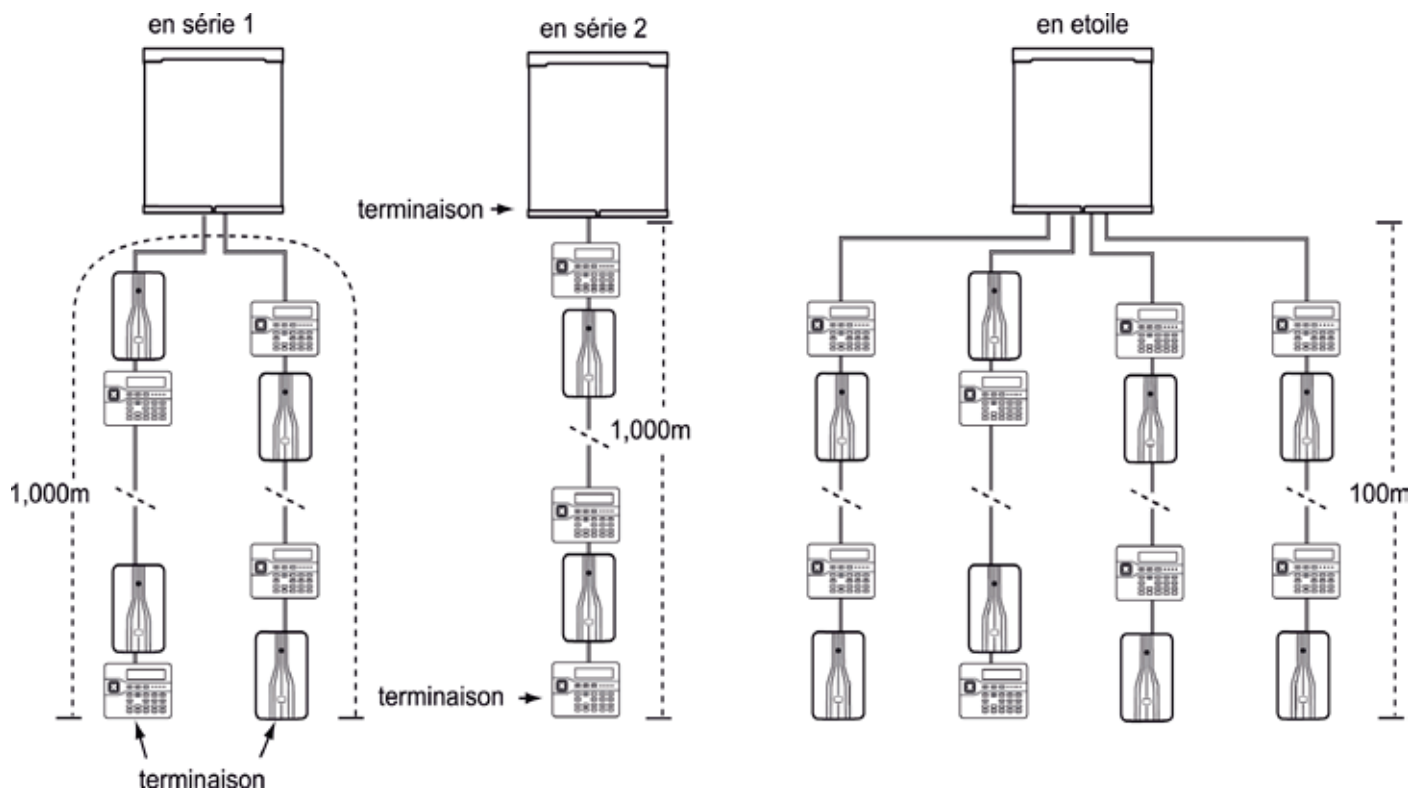 en série 1
en série 2
en etoile
terminaison
1,000m
1,000m
100m
terminaison
terminaison